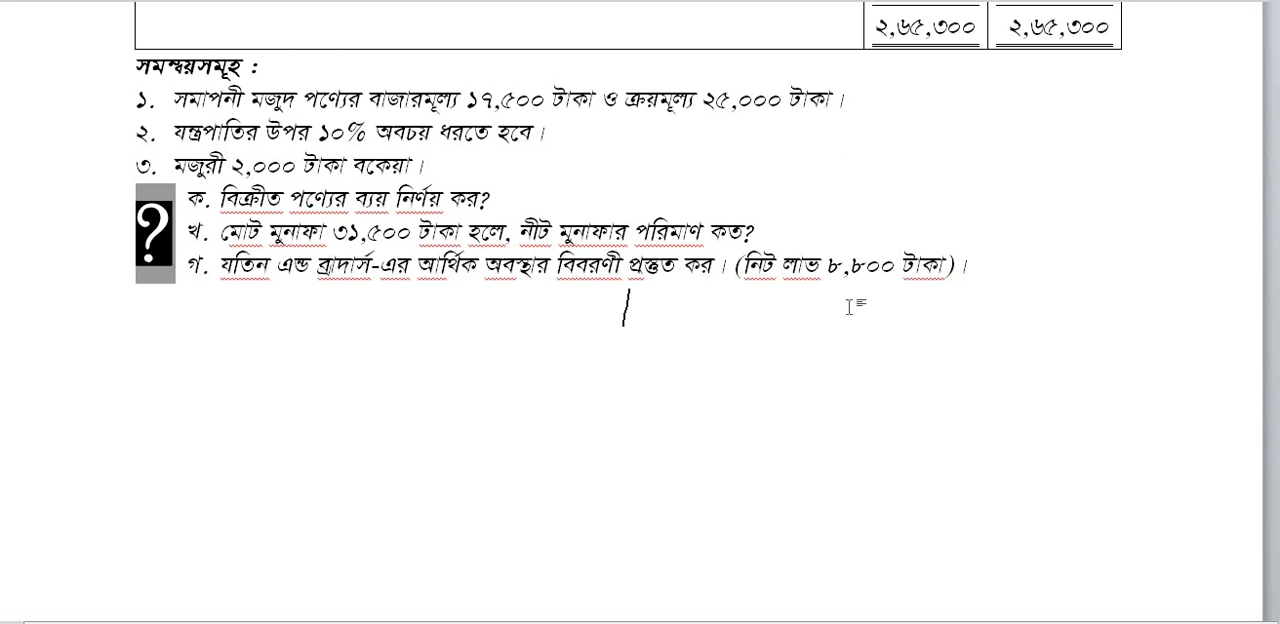 ২,৬৫,৩০০ ২,৬৫,৩০০
সমন্বয়সমূহ :
১. সমাপনী মজুদ পণ্যের বাজারমূল্য ১৭,৫০০ টাকা ও ক্রয়মূল্য ২৫,০০০ টাকা।
২. যন্ত্রপাতির উপর ১০% অবচয় ধরতে হবে।
৩. মজুরী ২,০০০ টাকা বকেয়া।
ক. বিক্রীত পণ্যের ব্যয় নির্ণয় কর?
খ. মোট মুনাফা ৩১,৫০০ টাকা হলে, নীট মুনাফার পরিমাণ কত?
গ. যতিন এন্ড ব্রাদার্স-এর আর্থিক অবস্থার বিবরণী প্রস্তুত কর। (নিট লাভ ৮,৮০০ টাকা)।